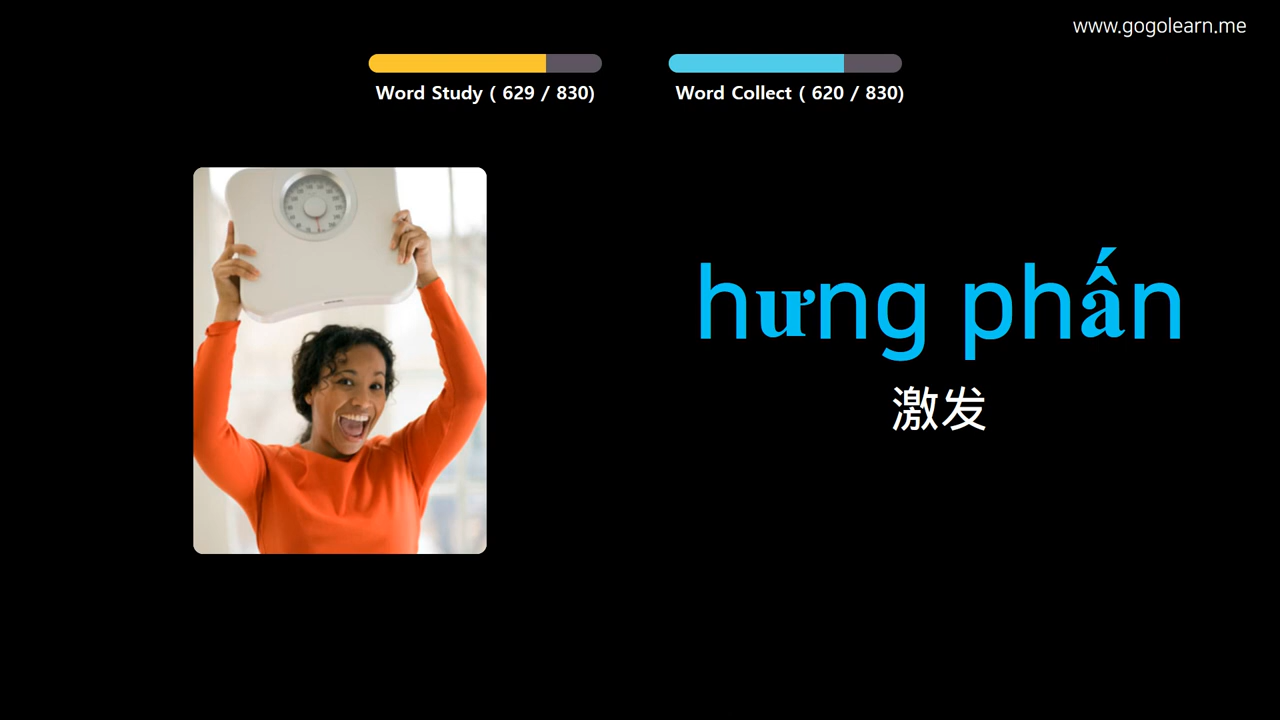 www.gogolearn.me
Word Study ( 629 / 830)
Word Collect ( 620 / 830)
hưng phấn
激发